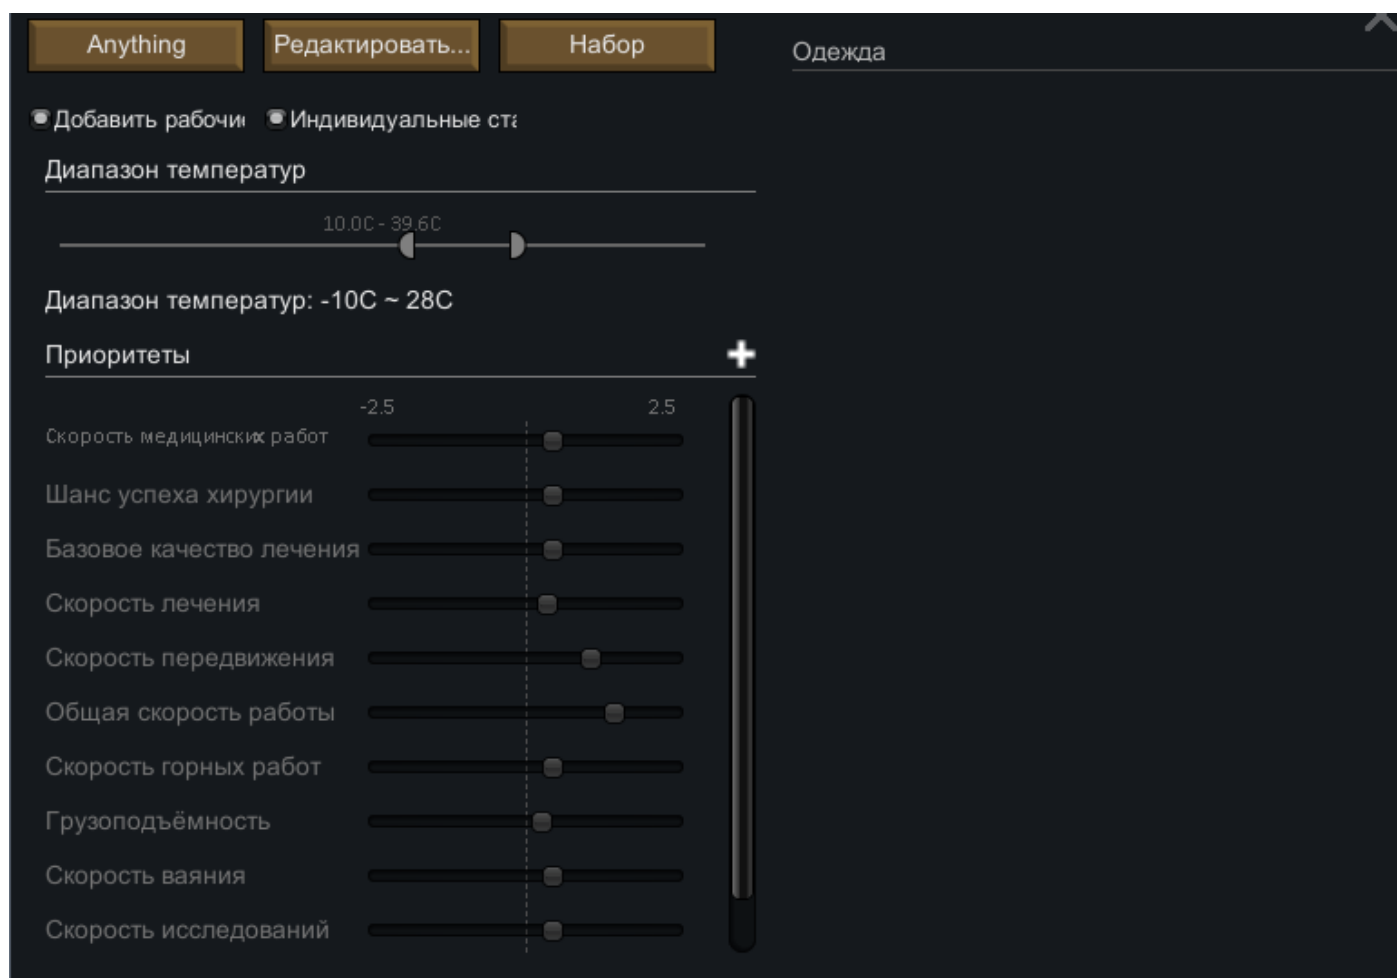 Anything
Редактировать...
Набор
Одежда
Добавить рабочи
Индивидуальные ста
Диапазон температур
10.0C - 39.6C
Диапазон температур: -10C ~ 28C
Приоритеты
-2.5
2.5
Скорость медицинских работ
Шанс успеха хирургии
Базовое качество лечения
Скорость лечения
Скорость передвижения
Общая скорость работы
Скорость горных работ
Грузоподъёмность
Скорость ваяния
Скорость исследований